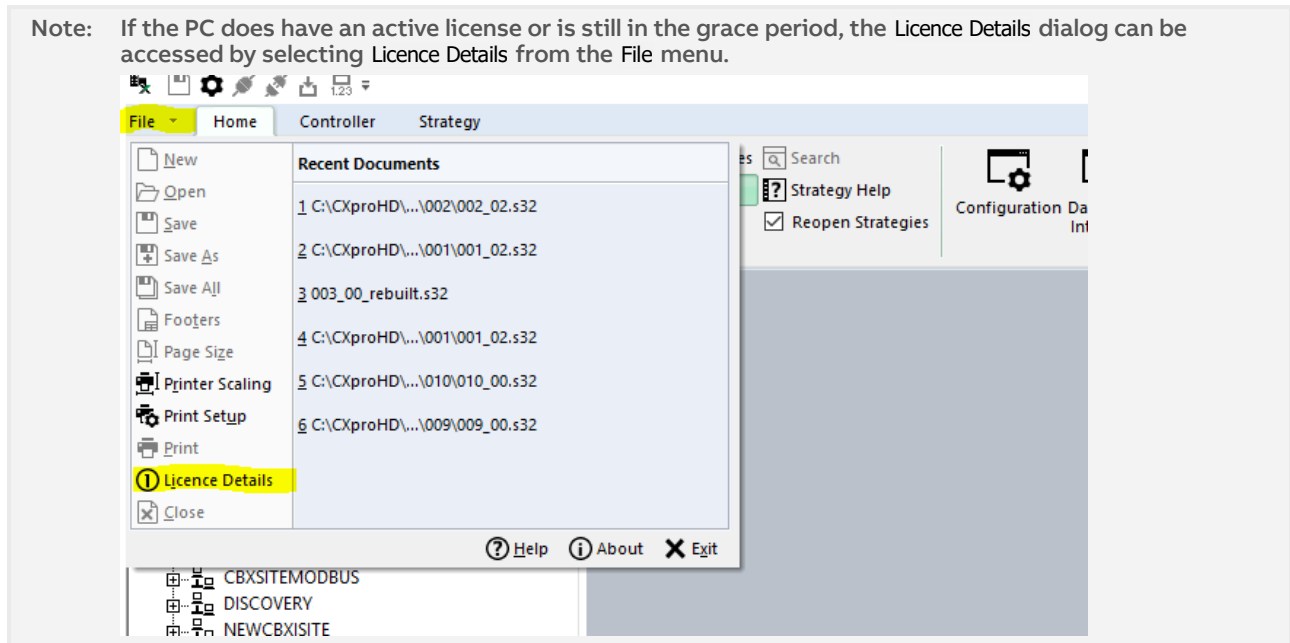 Note: If the PC does have an active license or is still in the grace period, the Licence Details dialog can be
accessed by selecting Licence Details from the File menu.
1.23
File Home Controller Strategy
New
Open
Save
Save As
Save All
Footers
Page Size
Printer Scaling
Print Setup
Print
Licence Details
Close
Recent Documents
1 C:\CXproHD\...\002\002_02.s32
2 C:\CXproHD\...\001\001_02.s32
3 003_00_rebuilt.s32
4 C:\CXproHD\...\001\001_02.s32
5 C:\CXproHD\...\010\010_00.s32
6 C:\CXproHD\...\009\009_00.s32
Help About Exit
es Search
Strategy Help
Reopen Strategies
Configuration Da
Int
CBXSITEMODBUS
DISCOVERY
NEWCBXISITE